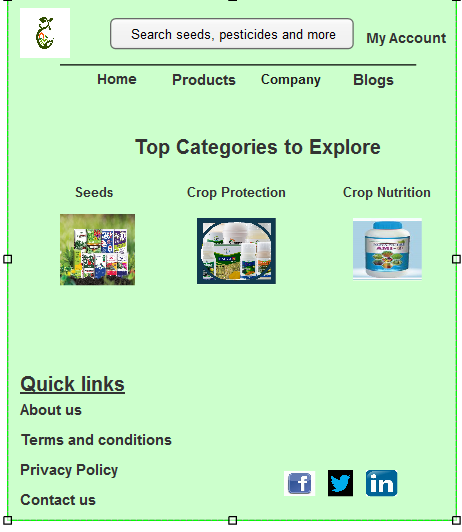 Search seeds, pesticides and more
My Account
Home Products Company Blogs
Top Categories to Explore
Seeds Crop Protection Crop Nutrition
Quick links
About us
Terms and conditions
Privacy Policy
Contact us